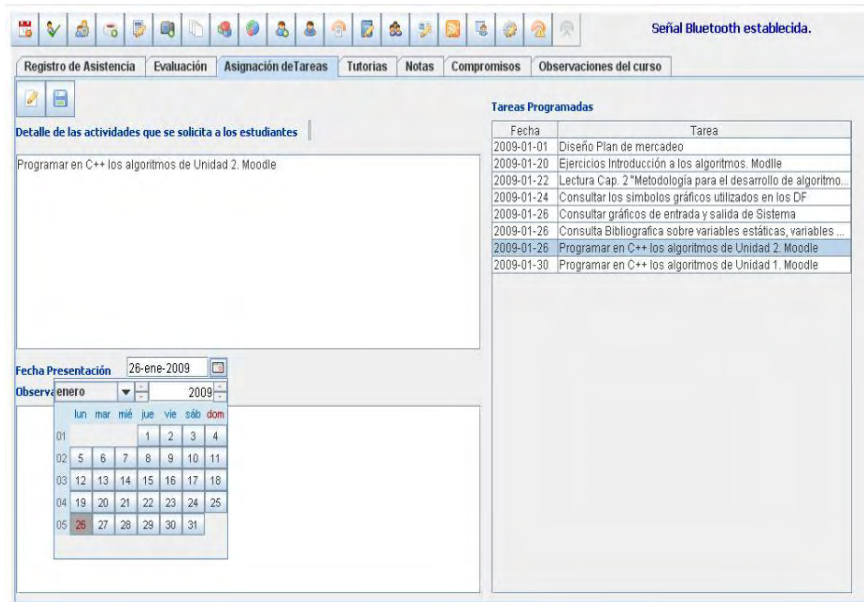 Señal Bluetooth establecida.
Registro de Asistencia Evaluación Asignación deTareas Tutorias Notas Compromisos Observaciones del curso
Detalle de las actividades que se solicita a los estudiantes
Programar en C++ los algoritmos de Unidad 2. Moodle
Fecha Presentación 26-ene-2009
Observa
enero 2009
lun mar mié jue vie sáb dom
01 1 2 3 4
02 5 6 7 8 9 10 11
03 12 13 14 15 16 17 18
04 19 20 21 22 23 24 25
05 26 27 28 29 30 31
Tareas Programadas
Fecha Tarea
2009-01-01 Diseño Plan de mercadeo
2009-01-20 Ejercicios Introducción a los algoritmos. Modlle
2009-01-22 Lectura Cap. 2 "Metodología para el desarrollo de algoritmo...
2009-01-24 Consultar los simbolos gráficos utilizados en los DF
2009-01-26 Consultar gráficos de entrada y salida de Sistema
2009-01-26 Consulta Bibliografica sobre variables estáticas, variables ...
2009-01-26 Programar en C++ los algoritmos de Unidad 2. Moodle
2009-01-30 Programar en C++ los algoritmos de Unidad 1. Moodle